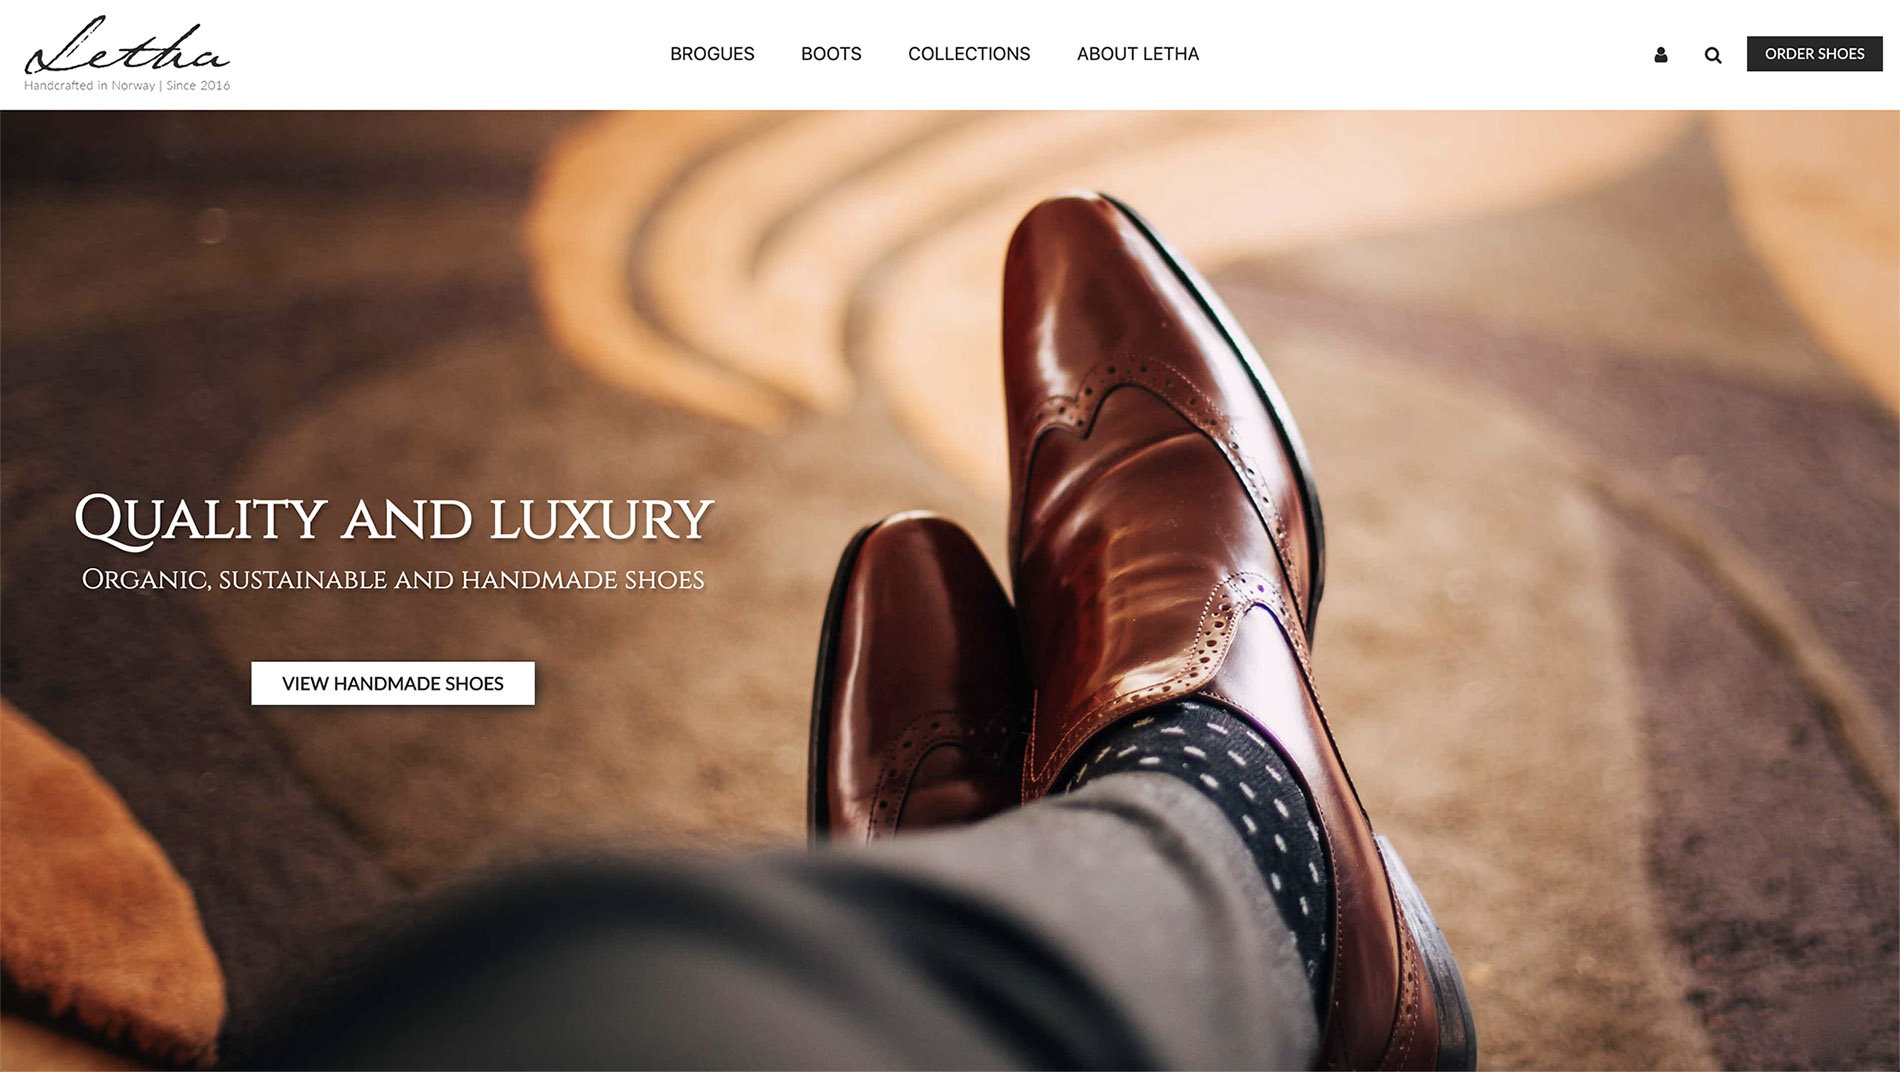 Letha
Handcrafted in Norway | Since 2016
BROGUES BOOTS COLLECTIONS ABOUT LETHA
ORDER SHOES
QUALITY AND LUXURY
ORGANIC, SUSTAINABLE AND HANDMADE SHOES
VIEW HANDMADE SHOES